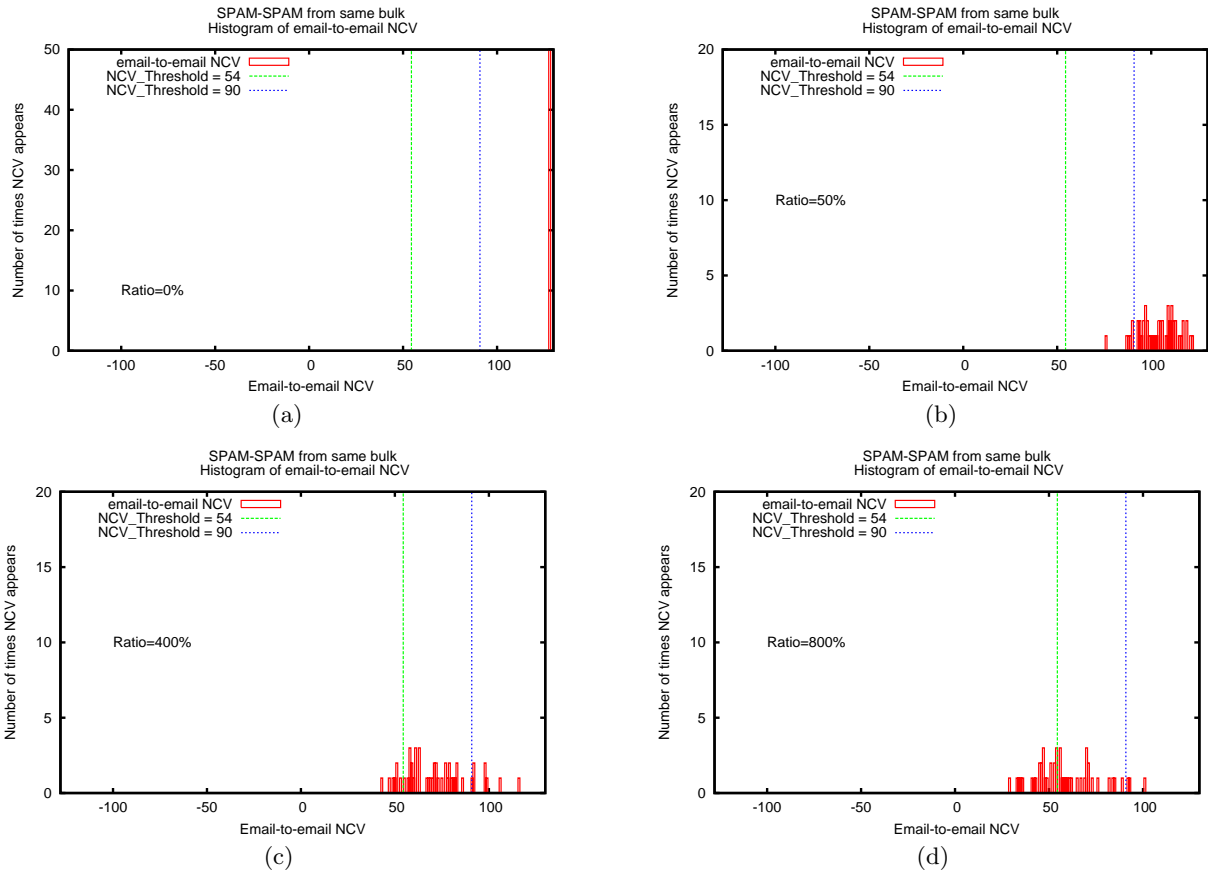 SPAM-SPAM from same bulk
Histogram of email-to-email NCV
Number of times NCV appears
50
40
30
20
10
0
email-to-email NCV
NCV_Threshold = 54
NCV_Threshold = 90
Ratio=0%
-100 -50 0 50 100
Email-to-email NCV
(a)
SPAM-SPAM from same bulk
Histogram of email-to-email NCV
Number of times NCV appears
20
15
10
5
0
email-to-email NCV
NCV_Threshold = 54
NCV_Threshold = 90
Ratio=50%
-100 -50 0 50 100
Email-to-email NCV
(b)
SPAM-SPAM from same bulk
Histogram of email-to-email NCV
Number of times NCV appears
20
15
10
5
0
email-to-email NCV
NCV_Threshold = 54
NCV_Threshold = 90
Ratio=400%
-100 -50 0 50 100
Email-to-email NCV
(c)
SPAM-SPAM from same bulk
Histogram of email-to-email NCV
Number of times NCV appears
20
15
10
5
0
email-to-email NCV
NCV_Threshold = 54
NCV_Threshold = 90
Ratio=800%
-100 -50 0 50 100
Email-to-email NCV
(d)